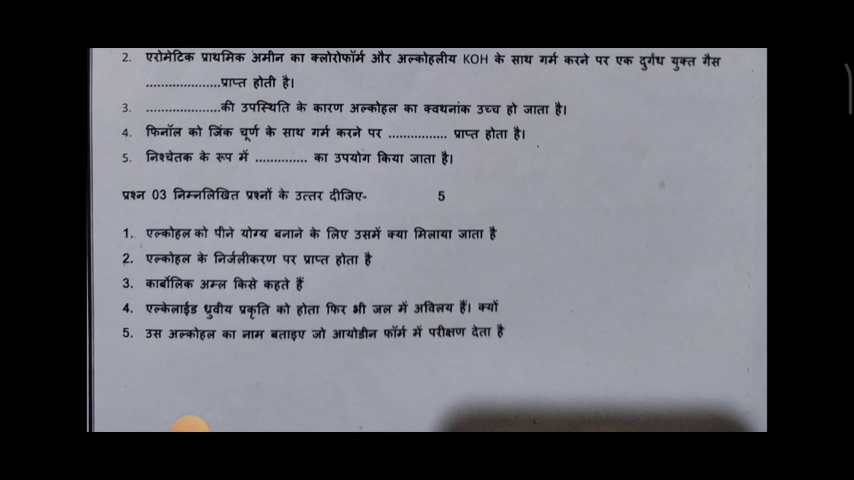 2. एरोमेटिक प्राथमिक अमीन का क्लोरोफॉर्म और अल्कोहलीय KOH के साथ गर्म करने पर एक दुर्गंध युक्त गैस
....................प्राप्त होती है।
3. ....................की उपस्थिति के कारण अल्कोहल का क्वथनांक उच्च हो जाता है।
4. फिनॉल को जिंक चूर्ण के साथ गर्म करने पर ................ प्राप्त होता है।
5. निश्चेतक के रूप में .............. का उपयोग किया जाता है।
प्रश्न 03 निम्नलिखित प्रश्नों के उत्तर दीजिए- 5
1. एल्कोहल को पीने योग्य बनाने के लिए उसमें क्या मिलाया जाता है
2. एल्कोहल के निर्जलीकरण पर प्राप्त होता है
3. कार्बोलिक अम्ल किसे कहते हैं
4. एल्केलाईड ध्रुवीय प्रकृति को होता फिर भी जल में अविलय हैं। क्यों
5. उस अल्कोहल का नाम बताइए जो आयोडीन फॉर्म में परीक्षण देता है